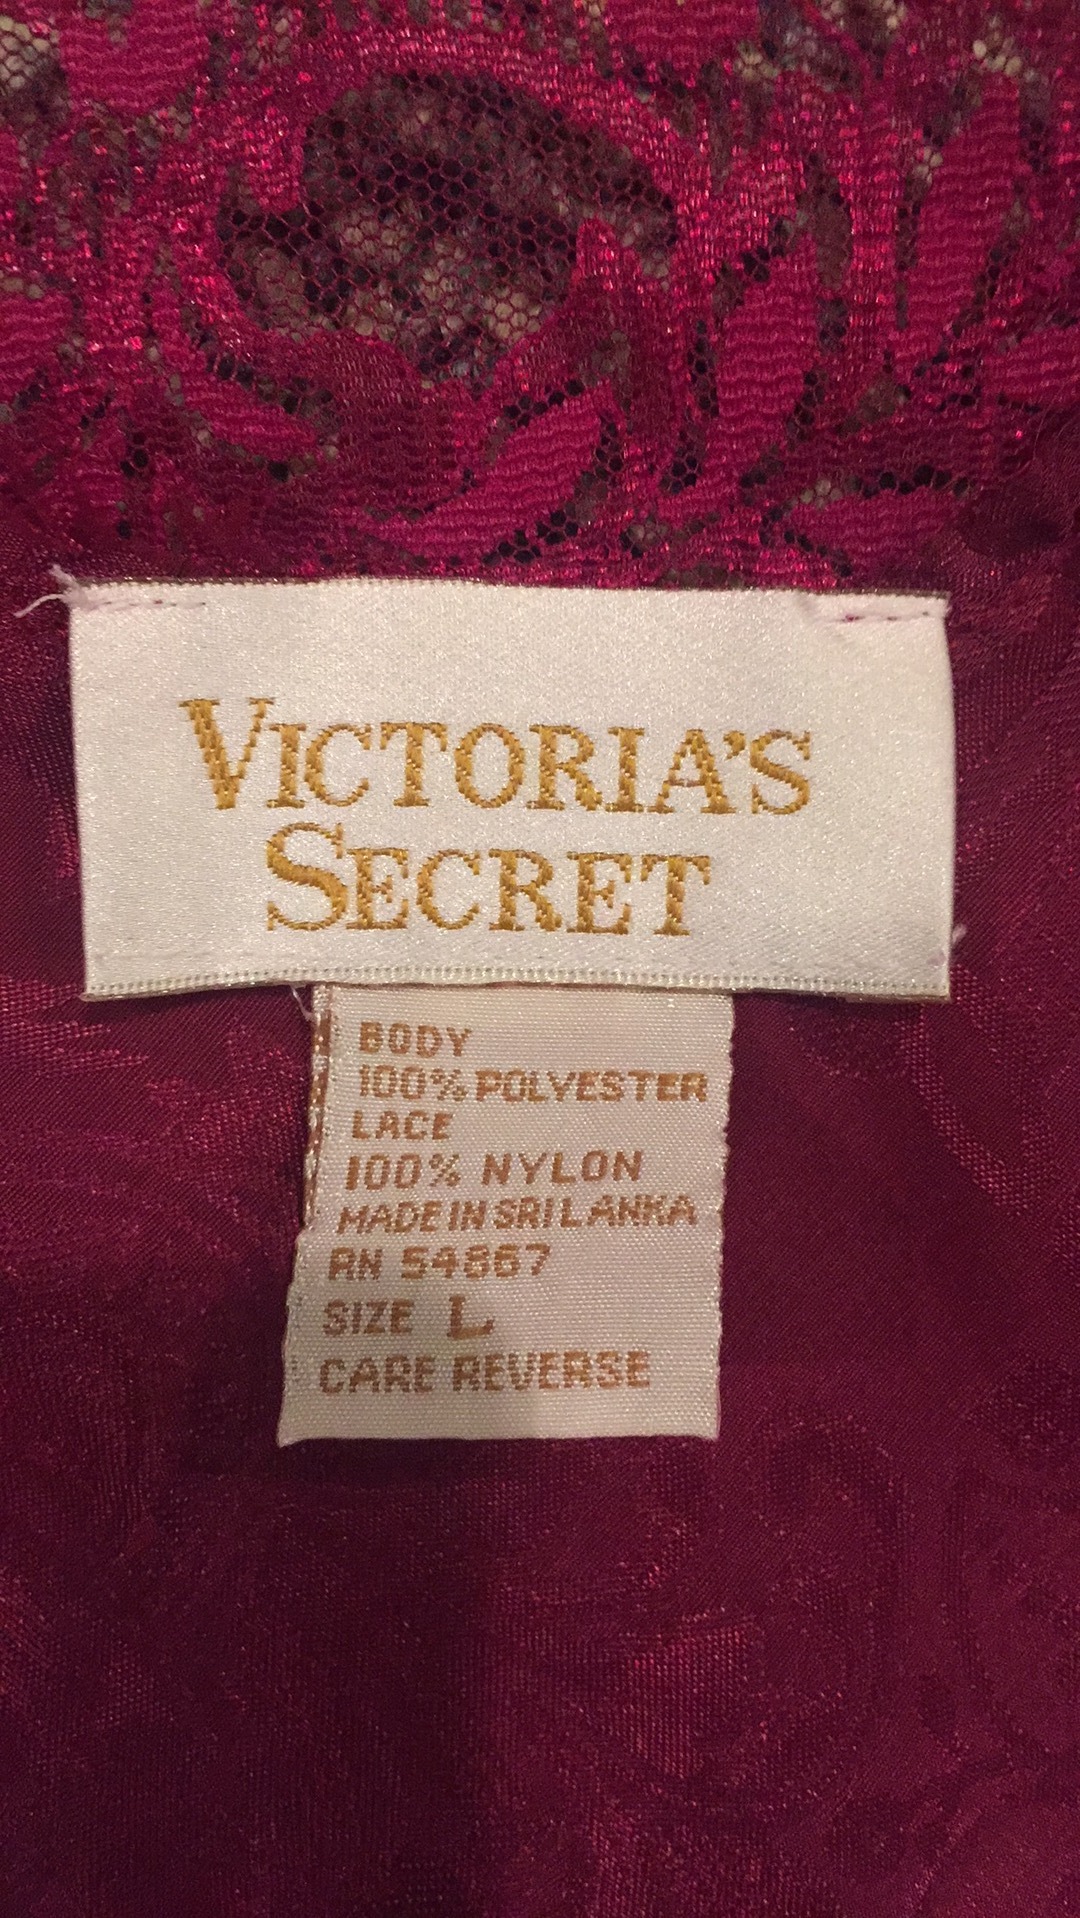 VICTORIA'S
SECRET
BODY
100% POLYESTER
LACE
100% NYLON
MADE IN SRI LANKA
RN 54867
SIZE L
CARE REVERSE